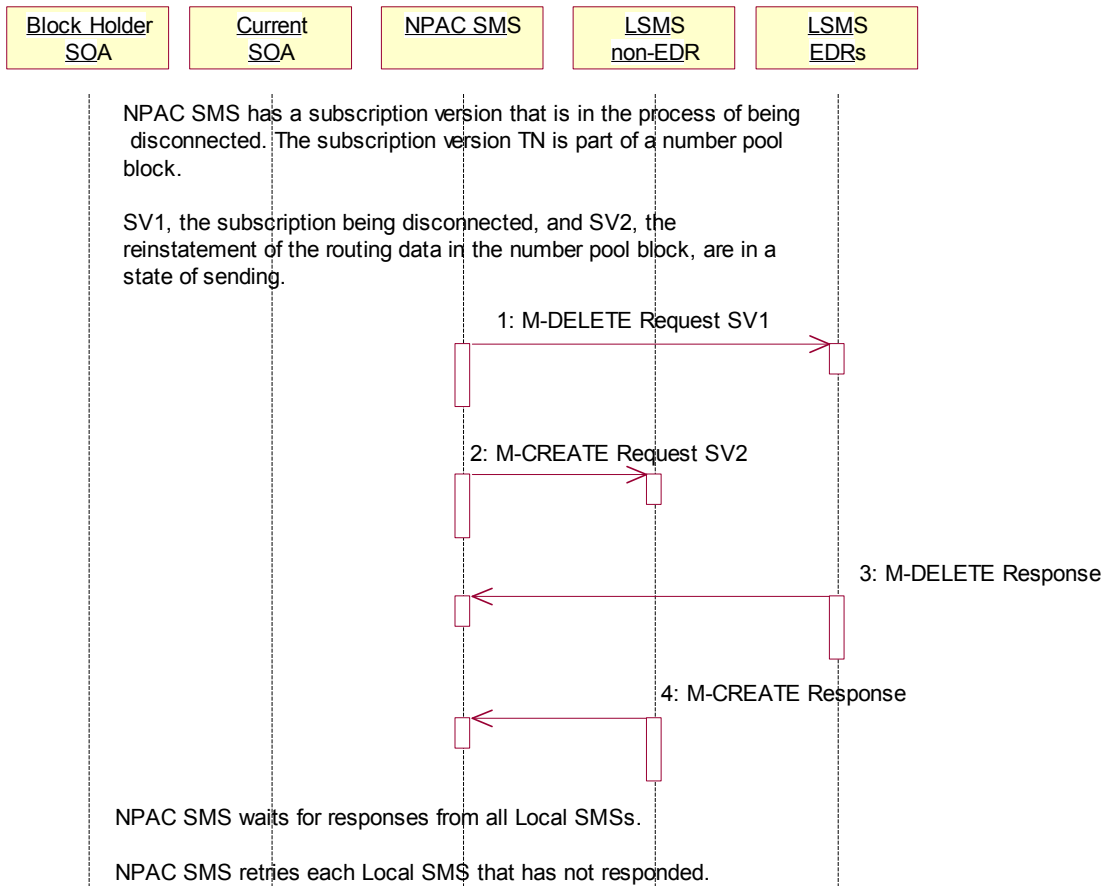 Block Holder
SOA
Current
SOA
NPAC SMS
LSMS
non-EDR
LSMS
EDRs
NPAC SMS has a subscription version that is in the process of being
disconnected. The subscription version TN is part of a number pool
block.
SV1, the subscription being disconnected, and SV2, the
reinstatement of the routing data in the number pool block, are in a
state of sending.
1: M-DELETE Request SV1
2: M-CREATE Request SV2
3: M-DELETE Response
4: M-CREATE Response
NPAC SMS waits for responses from all Local SMSs.
NPAC SMS retries each Local SMS that has not responded.